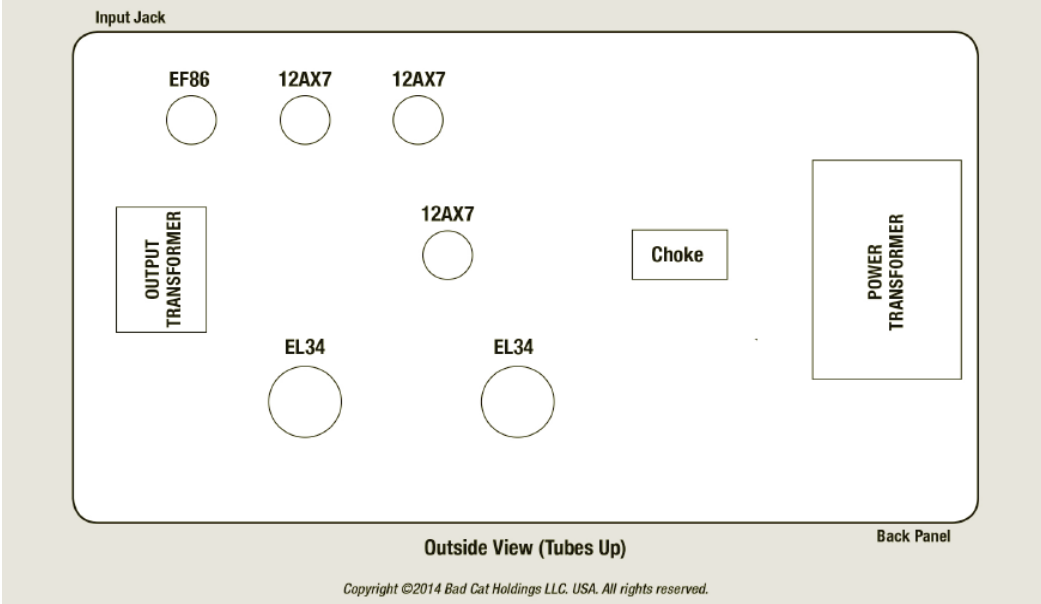 Input Jack
EF86 12AX7 12AX7
12AX7
OUTPUT
TRANSFORMER
Choke
POWER
TRANSFORMER
EL34 EL34
Back Panel
Outside View (Tubes Up)
Copyright ©2014 Bad Cat Holdings LLC. USA. All rights reserved.